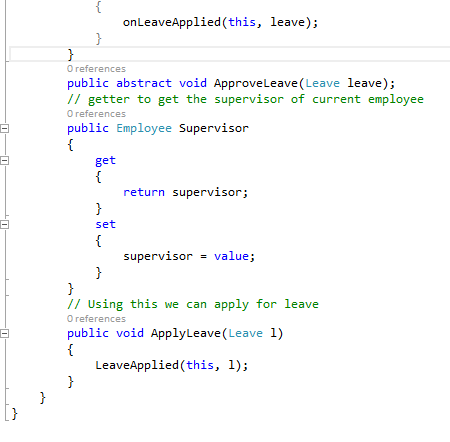 {
onLeaveApplied(this, leave);
}
}
0 references
public abstract void ApproveLeave(Leave leave);
// getter to get the supervisor of current employee
0 references
public Employee Supervisor
{
get
{
return supervisor;
}
set
{
supervisor = value;
}
}
// Using this we can apply for leave
0 references
public void ApplyLeave(Leave l)
{
LeaveApplied(this, l);
}
}
}